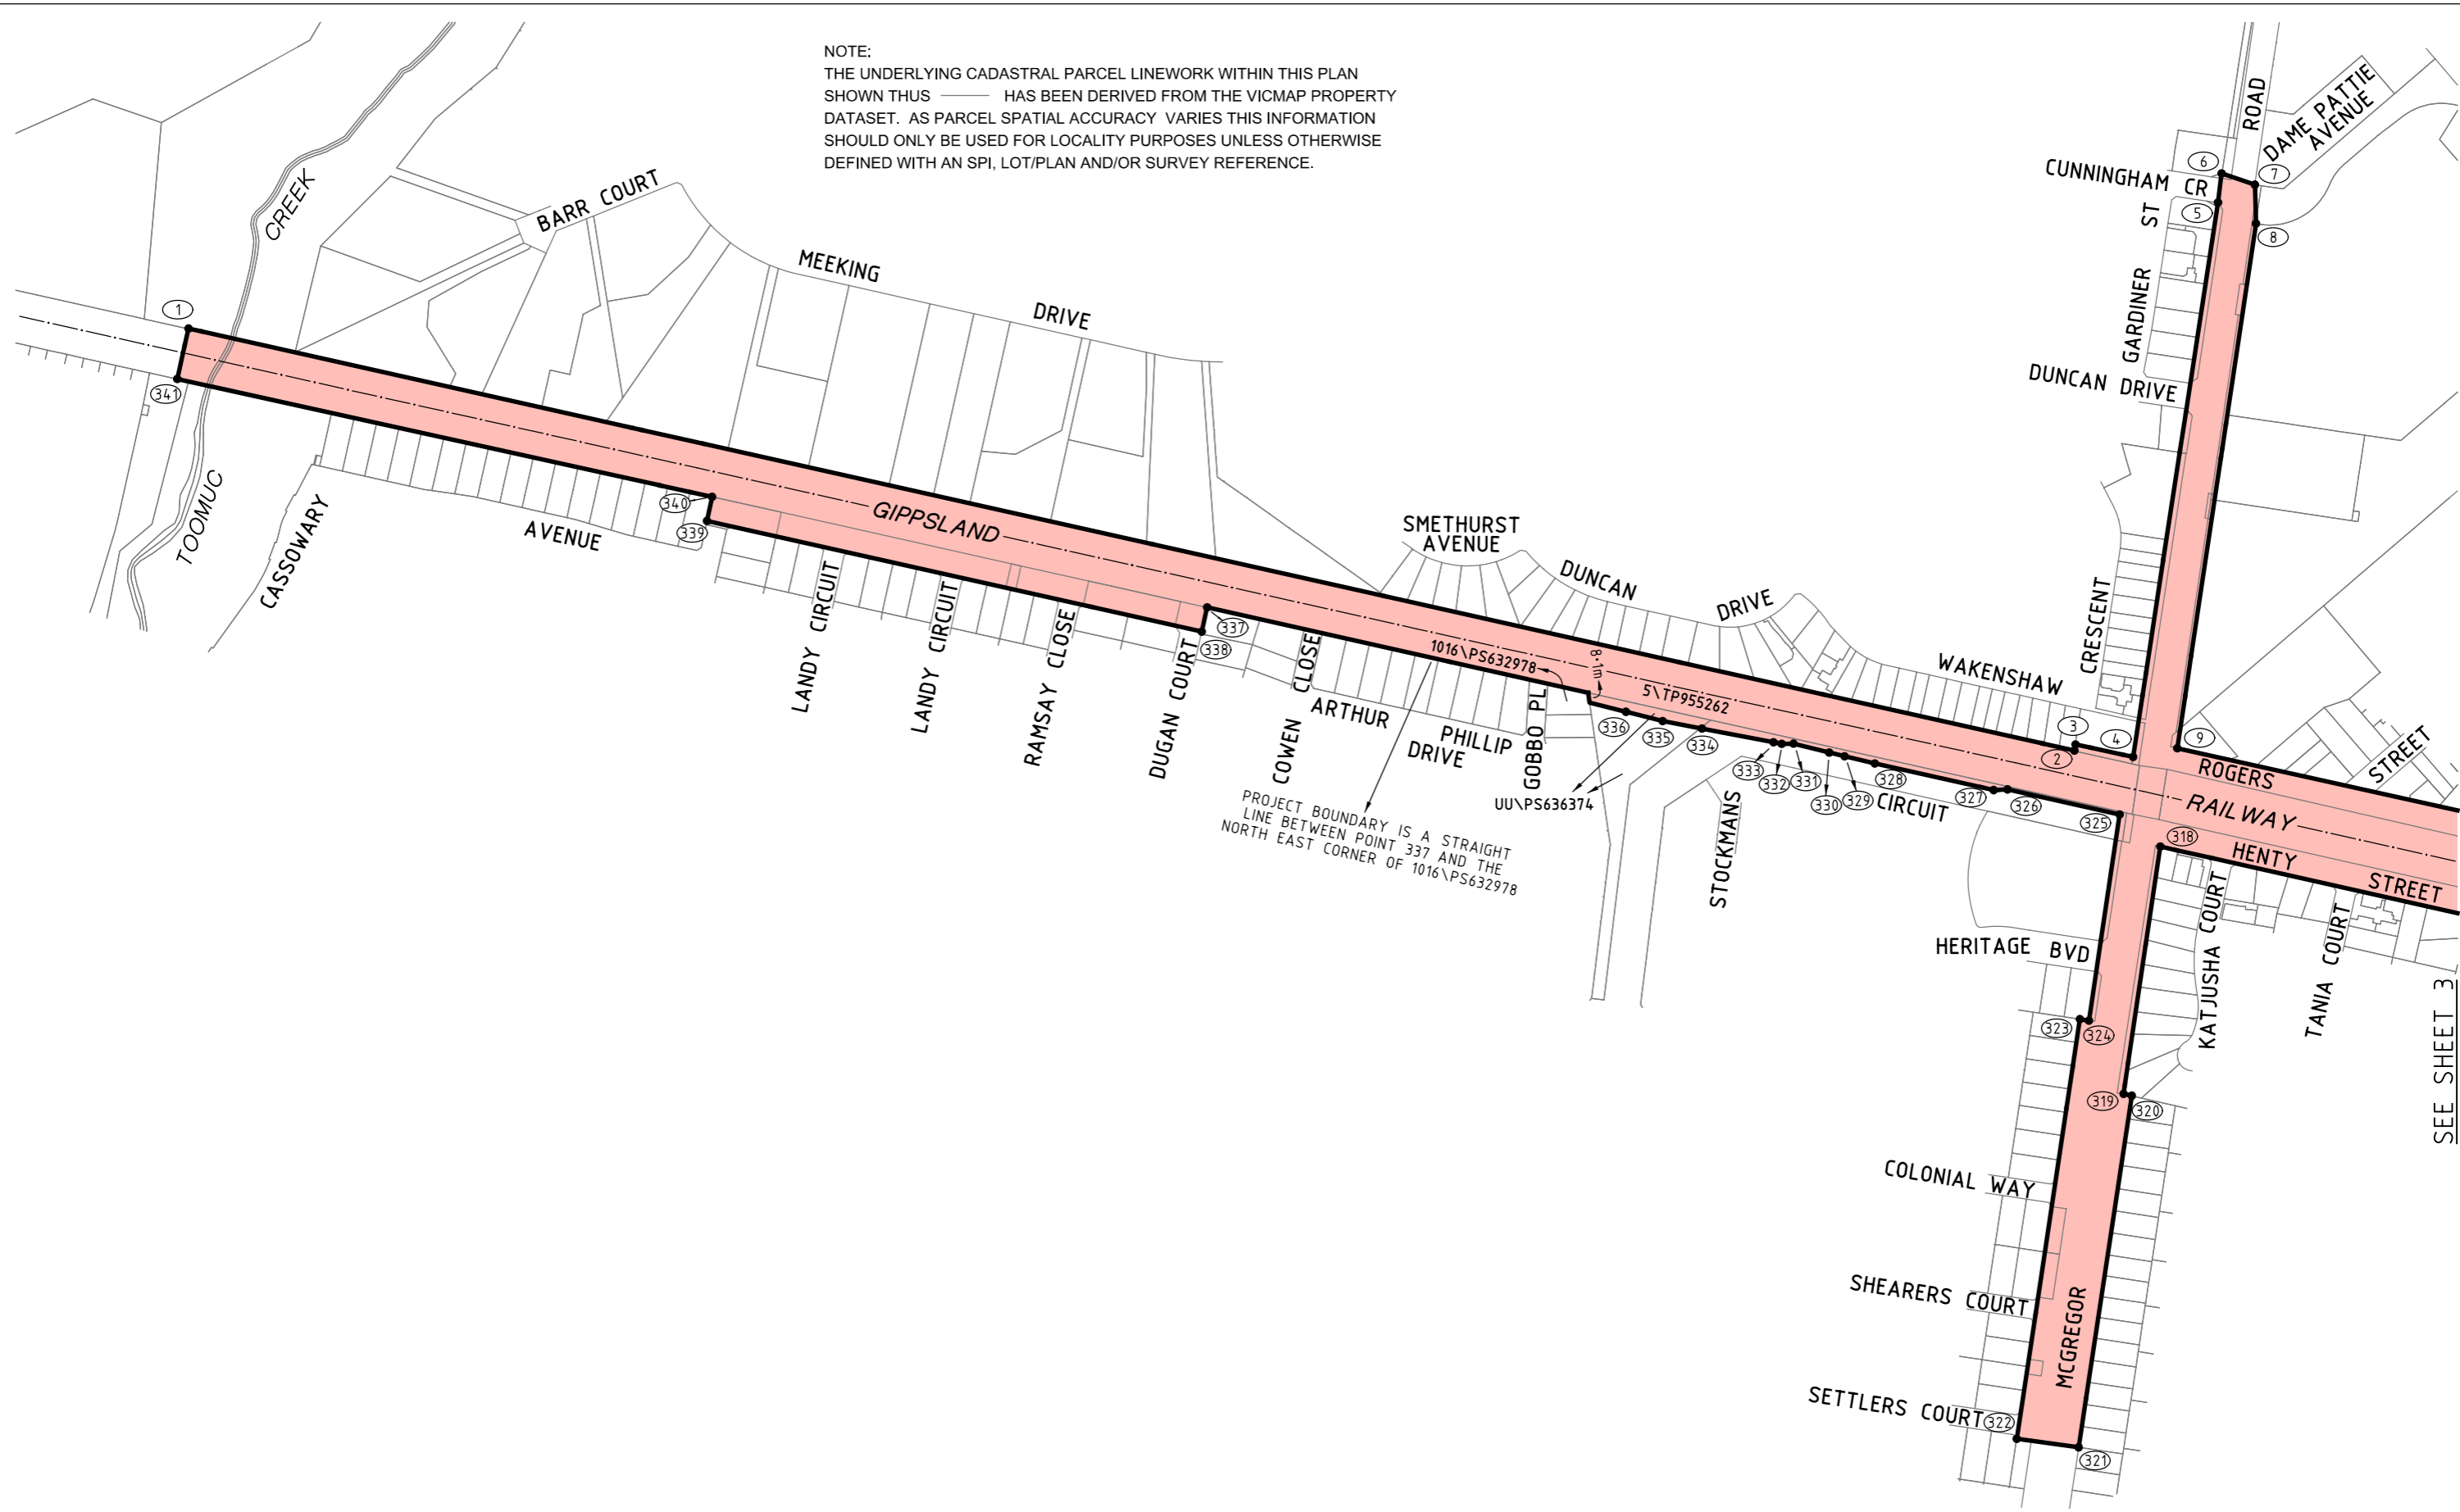 NOTE:
THE UNDERLYING CADASTRAL PARCEL LINEWORK WITHIN THIS PLAN
SHOWN THUS HAS BEEN DERIVED FROM THE VICMAP PROPERTY
DATASET. AS PARCEL SPATIAL ACCURACY VARIES THIS INFORMATION
SHOULD ONLY BE USED FOR LOCALITY PURPOSES UNLESS OTHERWISE
DEFINED WITH AN SPI, LOT/PLAN AND/OR SURVEY REFERENCE.
ROAD
DAME PATTIE
AVENUE
6
7
CUNNINGHAM CR
5
8
ST
GARDINER
DUNCAN DRIVE
CREEK
BARR COURT
MEEKING
DRIVE
1
341
TOOMUC
CASSOWARY
AVENUE
340
339
GIPPSLAND
LANDY CIRCUIT
LANDY CIRCUIT
RAMSAY CLOSE
DUGAN COURT
337
338
COWEN CLOSE
SMETHURST
AVENUE
DUNCAN
DRIVE
WAKENSHAW
CRESCENT
1016\PS632978
8·1m
5\TP955262
ARTHUR
PHILLIP
DRIVE
GOBBO PL
336
335
334
333
332
331
330
329
328
327
326
325
2
3
4
9
ROGERS
STREET
RAILWAY
318
HENTY
STREET
UU\PS636374
STOCKMANS
CIRCUIT
PROJECT BOUNDARY IS A STRAIGHT
LINE BETWEEN POINT 337 AND THE
NORTH EAST CORNER OF 1016\PS632978
HERITAGE BVD
KATJUSHA COURT
TANIA COURT
SEE SHEET 3
323
324
319
320
COLONIAL WAY
SHEARERS COURT
MCGREGOR
SETTLERS COURT
322
321